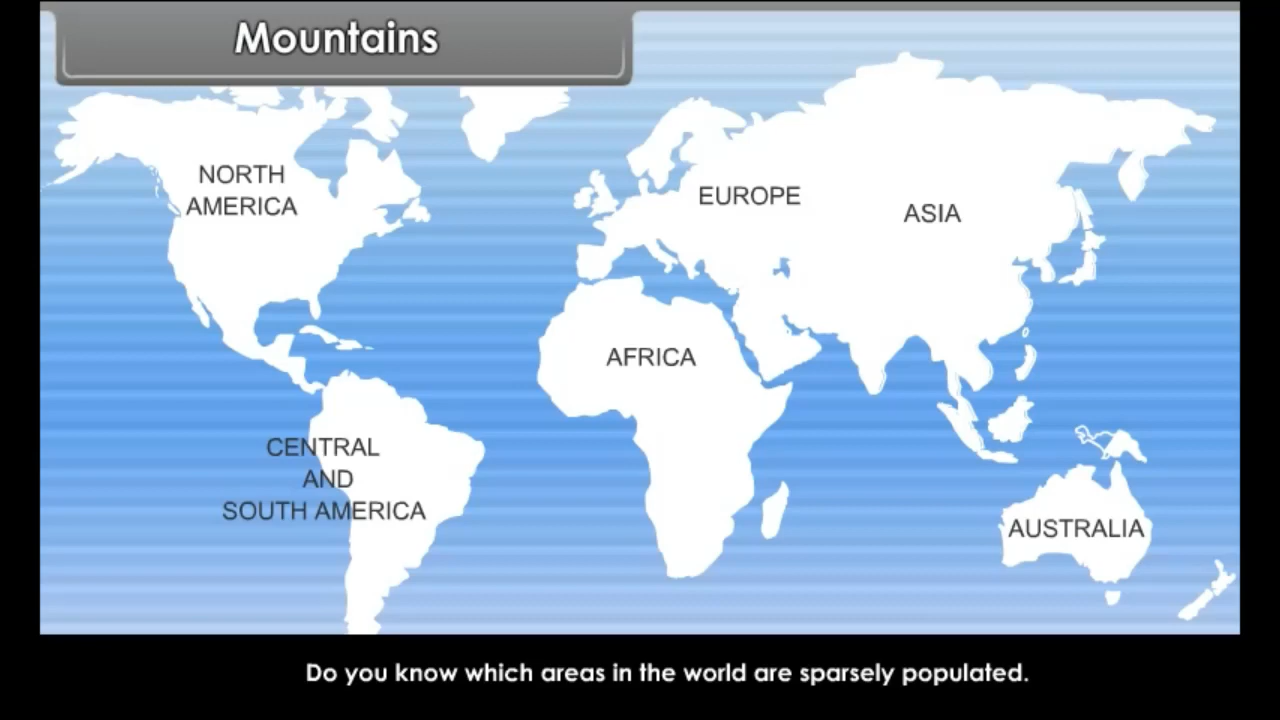 Mountains
NORTH
AMERICA
EUROPE
ASIA
AFRICA
CENTRAL
AND
SOUTH AMERICA
AUSTRALIA
Do you know which areas in the world are sparsely populated.